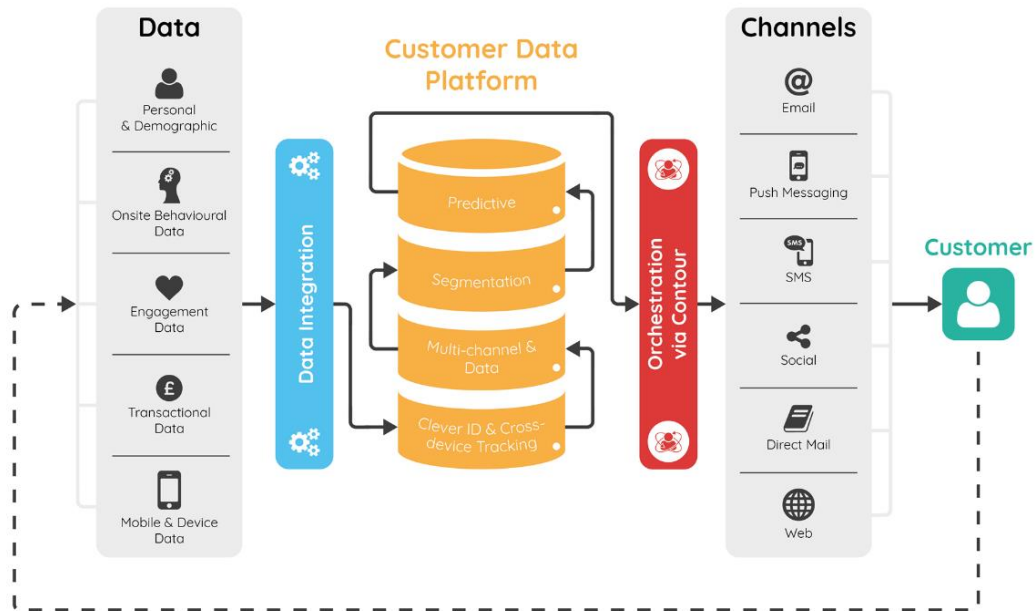 Data
Personal
& Demographic
Onsite Behavioural
Data
Engagement
Data
£
Transactional
Data
Mobile & Device
Data
Data Integration
Customer Data
Platform
Predictive
Segmentation
Multi-channel &
Data
Clever ID & Cross-
device Tracking
Orchestration
via Contour
Channels
@
Email
Push Messaging
SMS
SMS
Social
Direct Mail
Web
Customer